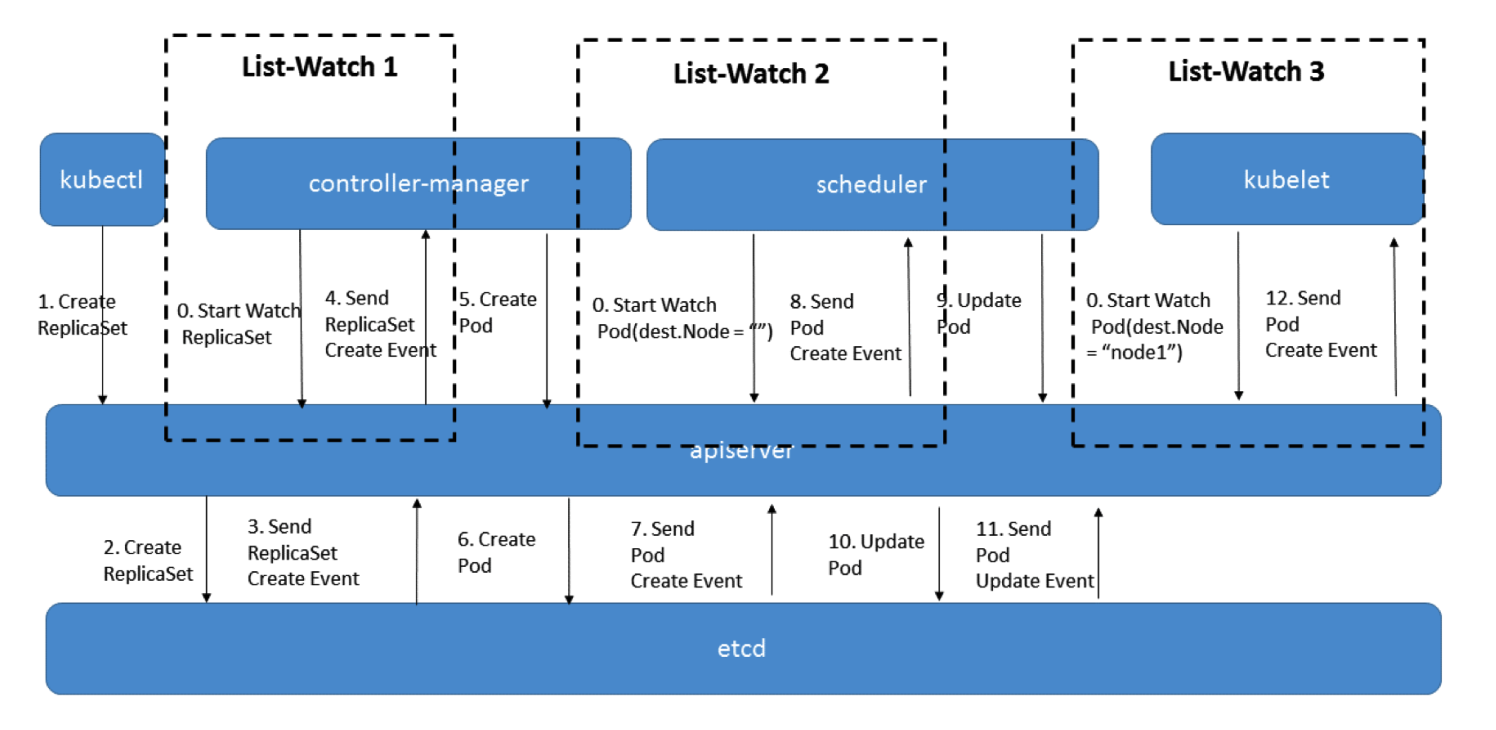 List-Watch 1
List-Watch 2
List-Watch 3
kubectl
controller-manager
scheduler
kubelet
1. Create
ReplicaSet
0. Start Watch
ReplicaSet
4. Send
ReplicaSet
Create Event
5. Create
Pod
0. Start Watch
Pod(dest.Node = “”)
8. Send
Pod
Create Event
9. Update
Pod
0. Start Watch
Pod(dest.Node
= “node1”)
12. Send
Pod
Create Event
apiserver
2. Create
ReplicaSet
3. Send
ReplicaSet
Create Event
6. Create
Pod
7. Send
Pod
Create Event
10. Update
Pod
11. Send
Pod
Update Event
etcd